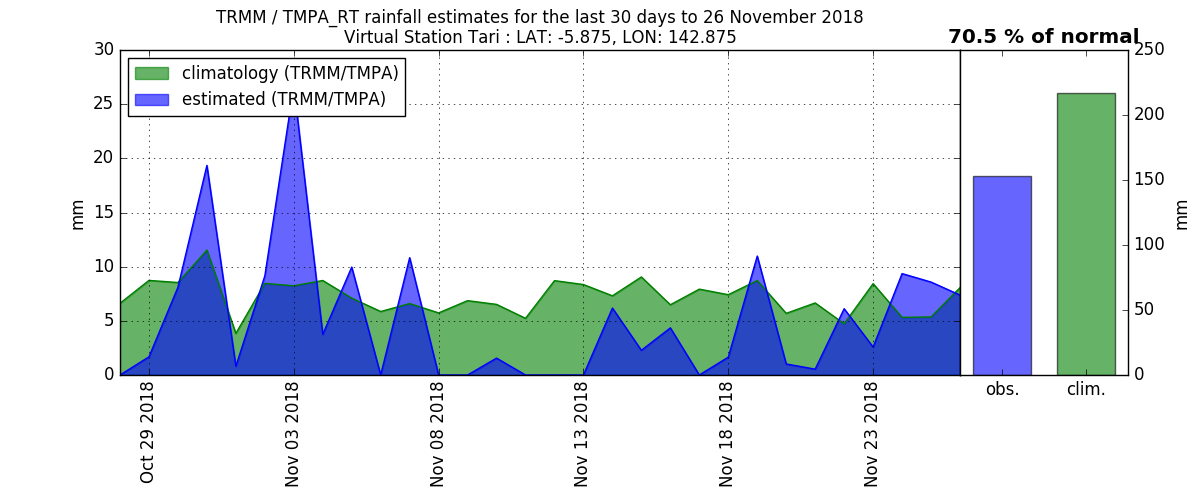 TRMM / TMPA_RT rainfall estimates for the last 30 days to 26 November 2018
Virtual Station Tari : LAT: -5.875, LON: 142.875
70.5 % of normal
climatology (TRMM/TMPA)
estimated (TRMM/TMPA)
30
25
20
15
10
5
0
mm
Oct 29 2018
Nov 03 2018
Nov 08 2018
Nov 13 2018
Nov 18 2018
Nov 23 2018
250
200
150
100
50
0
mm
obs.
clim.